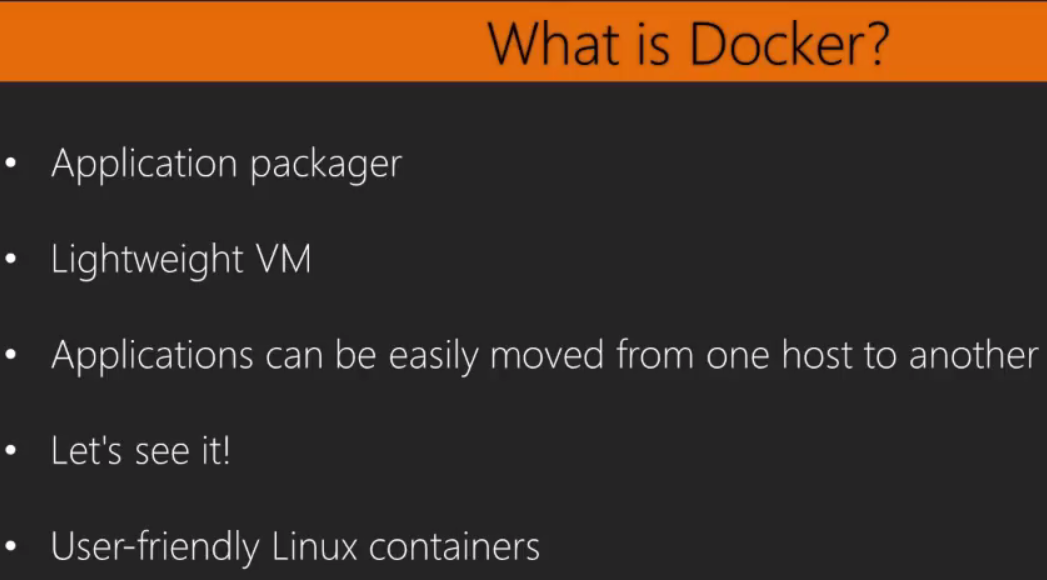 What is Docker?
• Application packager
• Lightweight VM
• Applications can be easily moved from one host to another
• Let's see it!
• User-friendly Linux containers